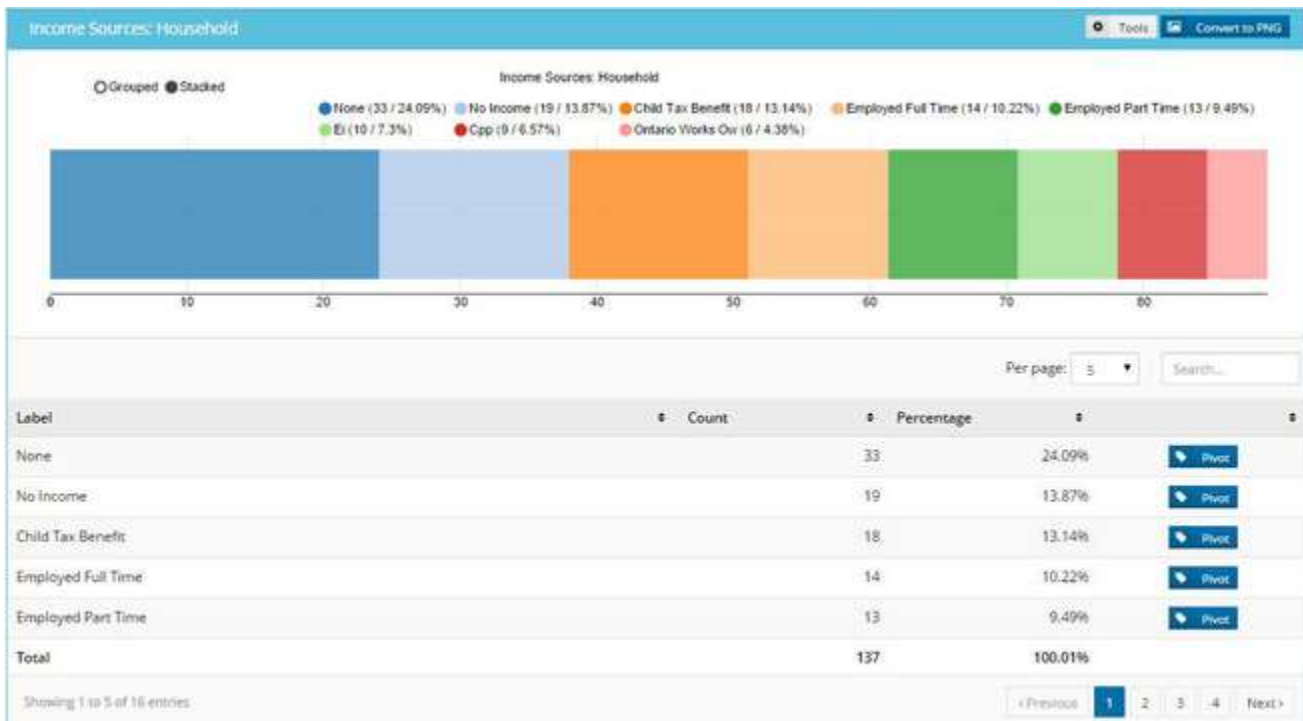 Income Sources: Household
Tools
Convert to PNG
Grouped Stacked
Income Sources: Household
None (33 / 24.09%) No Income (19 / 13.87%) Child Tax Benefit (18 / 13.14%) Employed Full Time (14 / 10.22%) Employed Part Time (13 / 9.49%)
Ei (10 / 7.3%) Cpp (9 / 6.57%) Ontario Works Ow (6 / 4.38%)
0 10 20 30 40 50 60 70 80
Per page: 5 Search...
Label Count Percentage
None 33 24.09% Pivot
No Income 19 13.87% Pivot
Child Tax Benefit 18 13.14% Pivot
Employed Full Time 14 10.22% Pivot
Employed Part Time 13 9.49% Pivot
Total 137 100.01%
Showing 1 to 5 of 16 entries ‹ Previous 1 2 3 4 Next ›